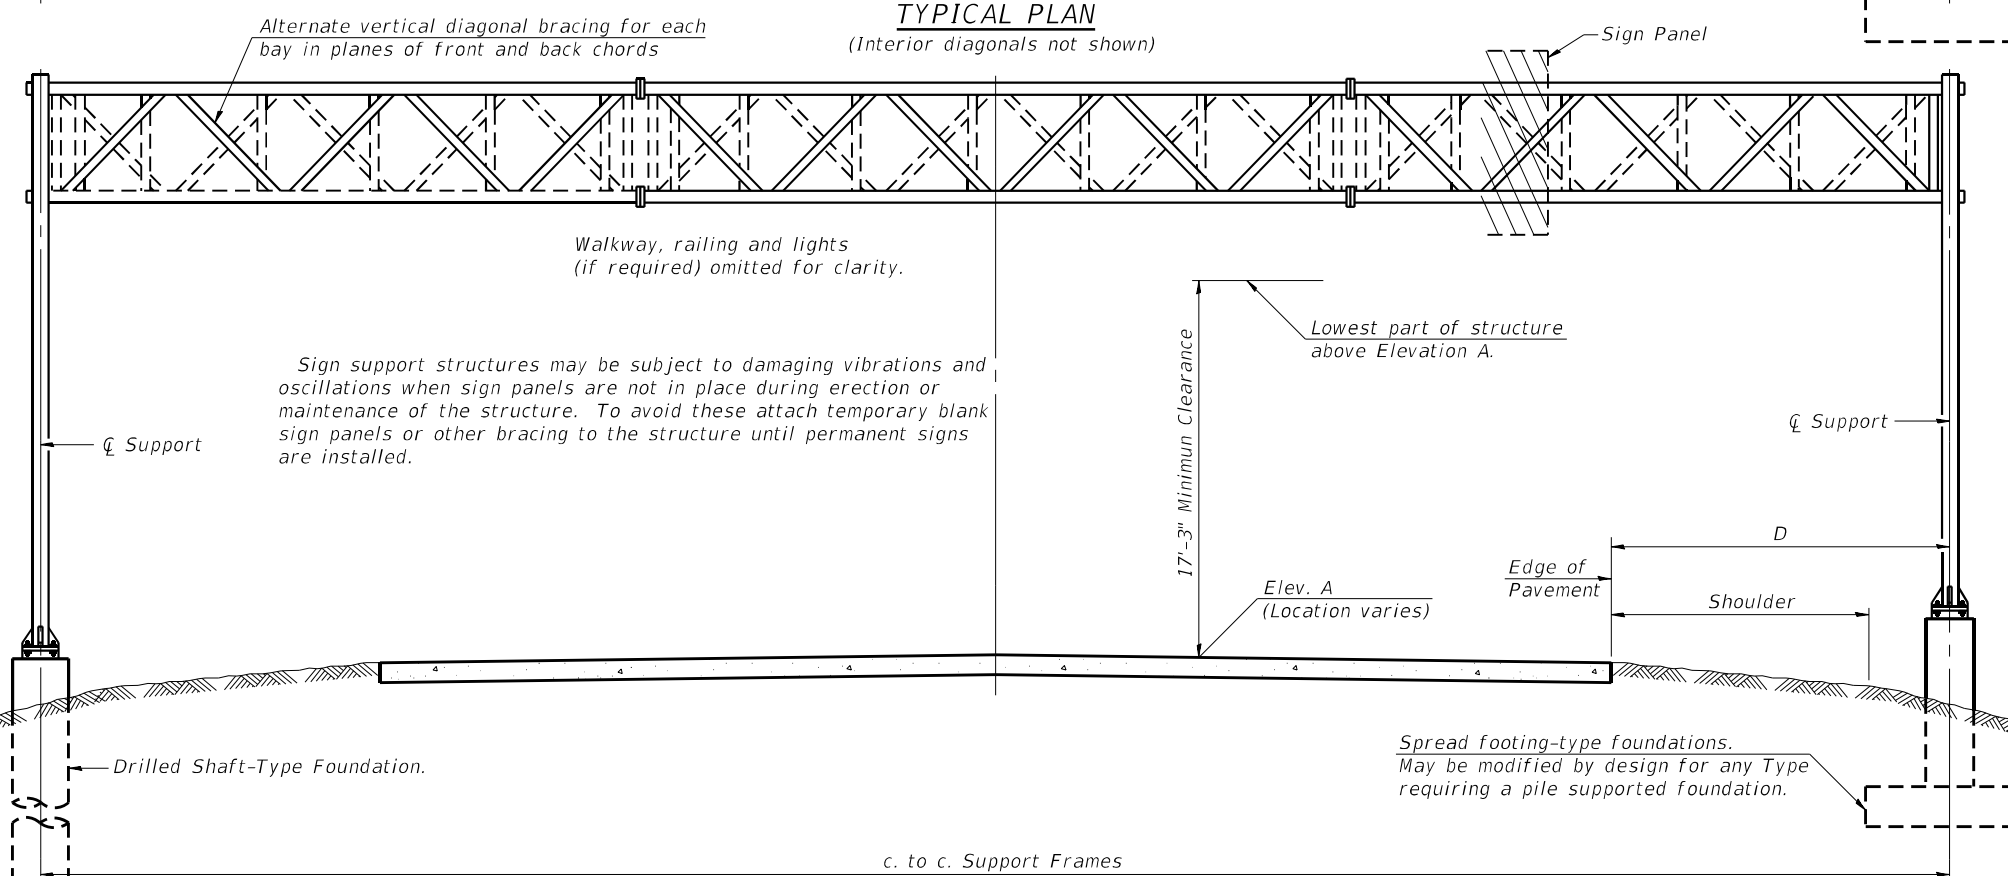 TYPICAL PLAN
(Interior diagonals not shown)
Alternate vertical diagonal bracing for each
bay in planes of front and back chords
Sign Panel
Walkway, railing and lights
(if required) omitted for clarity.
Lowest part of structure
above Elevation A.
17'-3" Minimun Clearance
Sign support structures may be subject to damaging vibrations and
oscillations when sign panels are not in place during erection or
maintenance of the structure. To avoid these attach temporary blank
sign panels or other bracing to the structure until permanent signs
are installed.
℄ Support
℄ Support
D
Edge of
Pavement
Shoulder
Elev. A
(Location varies)
Drilled Shaft-Type Foundation.
Spread footing-type foundations.
May be modified by design for any Type
requiring a pile supported foundation.
c. to c. Support Frames